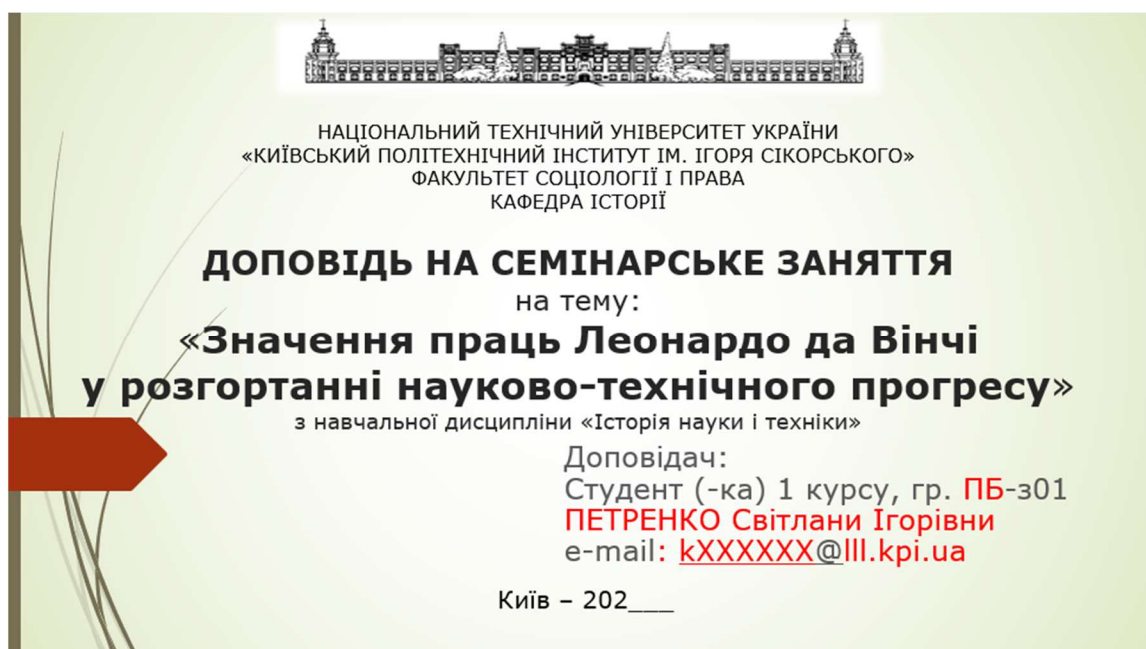 НАЦІОНАЛЬНИЙ ТЕХНІЧНИЙ УНІВЕРСИТЕТ УКРАЇНИ
«КИЇВСЬКИЙ ПОЛІТЕХНІЧНИЙ ІНСТИТУТ ІМ. ІГОРЯ СІКОРСЬКОГО»
ФАКУЛЬТЕТ СОЦІОЛОГІЇ І ПРАВА
КАФЕДРА ІСТОРІЇ
ДОПОВІДЬ НА СЕМІНАРСЬКЕ ЗАНЯТТЯ
на тему:
«Значення праць Леонардо да Вінчі
у розгортанні науково-технічного прогресу»
з навчальної дисципліни «Історія науки і техніки»
Доповідач:
Студент (-ка) 1 курсу, гр. ПБ-з01
ПЕТРЕНКО Світлани Ігорівни
e-mail: kXXXXXX@lll.kpi.ua
Київ – 202___